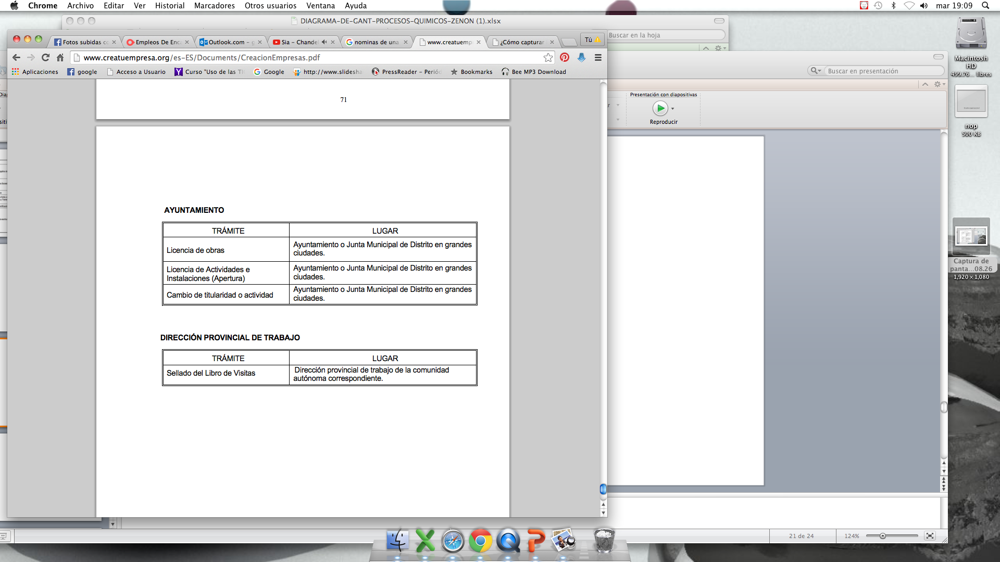 Chrome Archivo Editar Ver Historial Marcadores Otros usuarios Ventana Ayuda mar 19:09
DIAGRAMA-DE-GANT-PROCESOS-QUIMICOS-ZENON (1).xlsx
Buscar en la hoja
Fotos subidas co Empleos De Enca Outlook.com – g Sia – Chandel nominas de una www.creatuemp ¿Cómo capturar Tú
www.creatuempresa.org/es-ES/Documents/CreacionEmpresas.pdf
Aplicaciones google Acceso a Usuario Curso "Uso de las TI Google http://www.slidesha PressReader – Perió Bookmarks Bee MP3 Download
Buscar en presentación
Presentación con diapositivas
Reproducir
71
AYUNTAMIENTO
TRÁMITE LUGAR
Licencia de obras
Ayuntamiento o Junta Municipal de Distrito en grandes
ciudades.
Licencia de Actividades e
Instalaciones (Apertura)
Ayuntamiento o Junta Municipal de Distrito en grandes
ciudades.
Cambio de titularidad o actividad
Ayuntamiento o Junta Municipal de Distrito en grandes
ciudades.
DIRECCIÓN PROVINCIAL DE TRABAJO
TRÁMITE LUGAR
Sellado del Libro de Visitas
Dirección provincial de trabajo de la comunidad
autónoma correspondiente.
Macintosh
HD
499.76... libres
nop
500 KB
Captura de
panta...08.26
1,920 × 1,080
21 de 24 124%